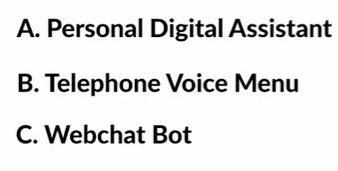 A. Personal Digital Assistant
B. Telephone Voice Menu
C. Webchat Bot